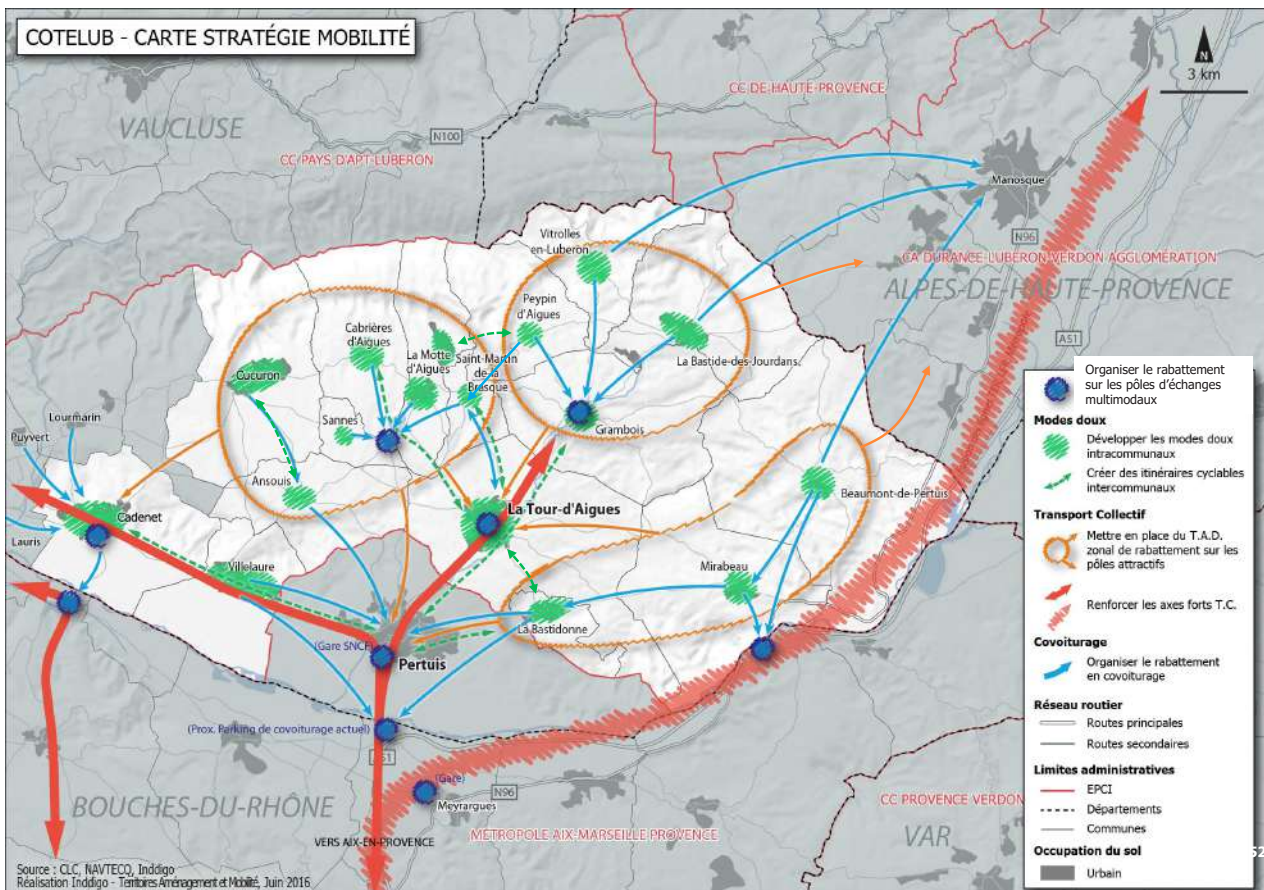 COTELUB - CARTE STRATÉGIE MOBILITÉ
N
3 km
CC DE HAUTE-PROVENCE
VAUCLUSE
N100
CC PAYS D'APT-LUBERON
Manosque
N96
CA DURANCE LUBERON VERDON AGGLOMÉRATION
ALPES-DE-HAUTE-PROVENCE
A51
Vitrolles
en-Luberon
Peypin
d'Aigues
La Bastide-des-Jourdans
Cabrières
d'Aigues
La Motte
d'Aigues
Saint-Martin
de la
Brasque
Cucuron
Sannes
Grambois
Lourmarin
Puyvert
Ansouis
Cadenet
Lauris
La Tour-d'Aigues
Beaumont-de-Pertuis
Villelaure
Mirabeau
La Bastidonne
(Gare SNCF)
Pertuis
(Prox. Parking de covoiturage actuel)
A51
(Gare)
Meyrargues
N96
BOUCHES-DU-RHÔNE
VERS AIX-EN-PROVENCE
MÉTROPOLE AIX-MARSEILLE PROVENCE
CC PROVENCE VERDON
VAR
Organiser le rabattement
sur les pôles d'échanges
multimodaux
Modes doux
Développer les modes doux
intracommunaux
Créer des itinéraires cyclables
intercommunaux
Transport Collectif
Mettre en place du T.A.D.
zonal de rabattement sur les
pôles attractifs
Renforcer les axes forts T.C.
Covoiturage
Organiser le rabattement
en covoiturage
Réseau routier
Routes principales
Routes secondaires
Limites administratives
EPCI
Départements
Communes
Occupation du sol
Urbain
52
Source : CLC, NAVTECQ, Inddigo
Réalisation Inddigo - Territoires Aménagement et Mobilité, Juin 2016